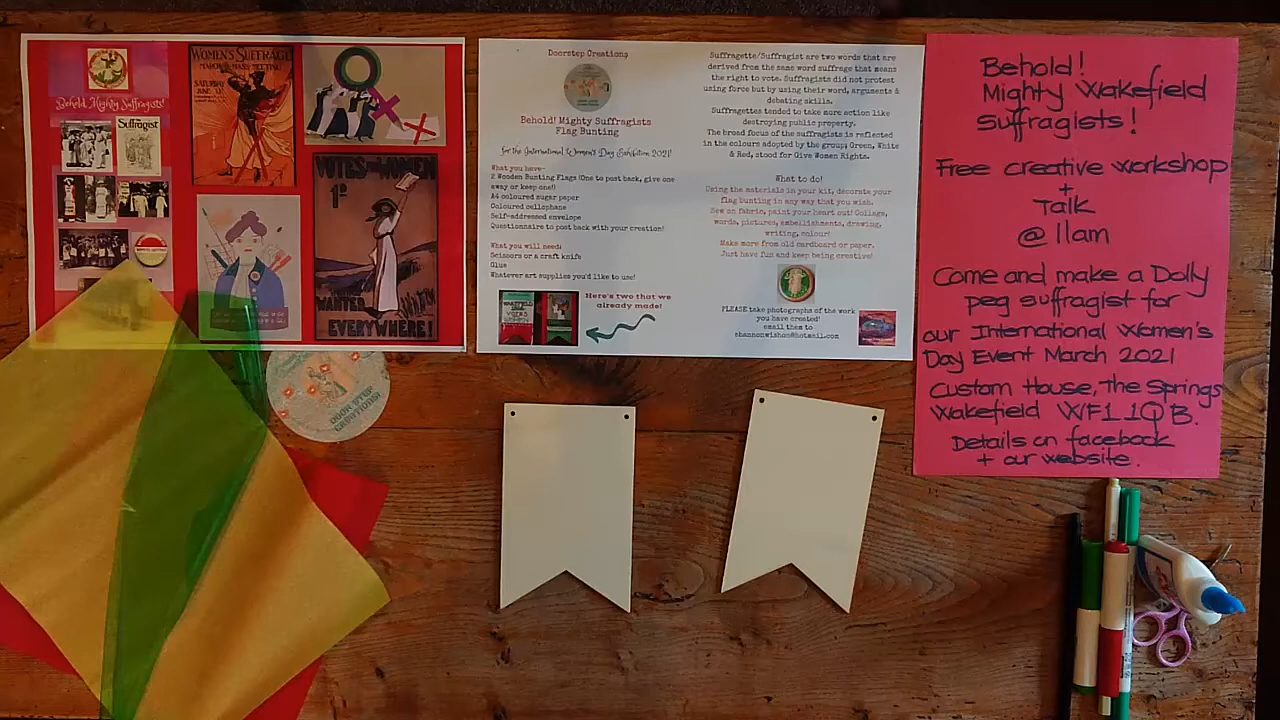 Behold Mighty Suffragists!
Suffragist
WOMEN'S SUFFRAGE
MARCH & MASS MEETING
SATURDAY
JUNE 13
VOTES FOR WOMEN
1D
WANTED
EVERYWHERE!
DOORSTEP
CREATIONS
Doorstep Creations
Behold! Mighty Suffragists
Flag Bunting
for the International Women's Day Exhibition 2021!
What you have-
2 Wooden Bunting Flags (One to post back, give one
away or keep one!)
A4 coloured sugar paper
Coloured cellophane
Self-addressed envelope
Questionnaire to post back with your creation!
What you will need:
Scissors or a craft knife
Glue
Whatever art supplies you'd like to use!
Here's two that we
already made!
Suffragette/Suffragist are two words that are
derived from the same word suffrage that means
the right to vote. Suffragists did not protest
using force but by using their word, arguments &
debating skills.
Suffragettes tended to take more action like
destroying public property.
The broad focus of the suffragists is reflected
in the colours adopted by the group; Green, White
& Red, stood for Give Women Rights.
What to do!
Using the materials in your kit, decorate your
flag bunting in any way that you wish.
Sew on fabric, paint your heart out! Collage,
words, pictures, embellishments, drawing,
writing, colour!
Make more from old cardboard or paper.
Just have fun and keep being creative!
PLEASE take photographs of the work
you have created!
email them to
shannonwishon@hotmail.com
Behold!
Mighty Wakefield
Suffragists!
Free creative workshop
+
Talk
@ 11am
Come and make a Dolly
peg suffragist for
our International Women's
Day Event March 2021
Custom House, The Springs
Wakefield WF1 1QB.
Details on facebook
+ our website.